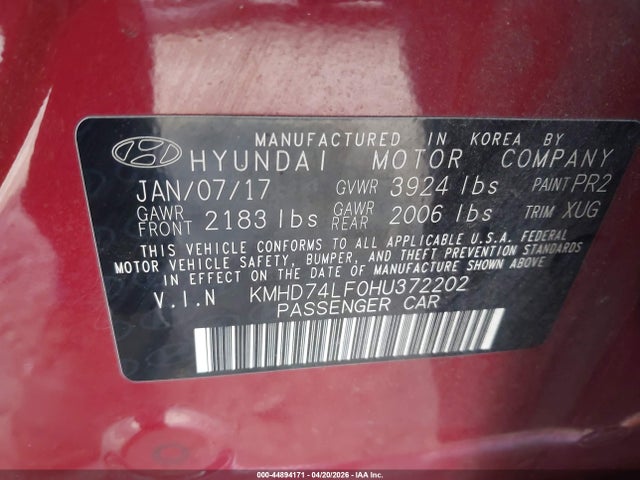 MANUFACTURED IN KOREA BY
HYUNDAI MOTOR COMPANY
JAN/07/17 GVWR 3924 lbs PAINT PR2
GAWR FRONT 2183 lbs GAWR REAR 2006 lbs TRIM XUG
THIS VEHICLE CONFORMS TO ALL APPLICABLE U.S.A. FEDERAL
MOTOR VEHICLE SAFETY, BUMPER, AND THEFT PREVENTION STANDARDS
IN EFFECT ON THE DATE OF MANUFACTURE SHOWN ABOVE.
V.I.N KMHD74LF0HU372202
PASSENGER CAR
© IAA 44894171 | 04/20/2026 | IAA Inc.